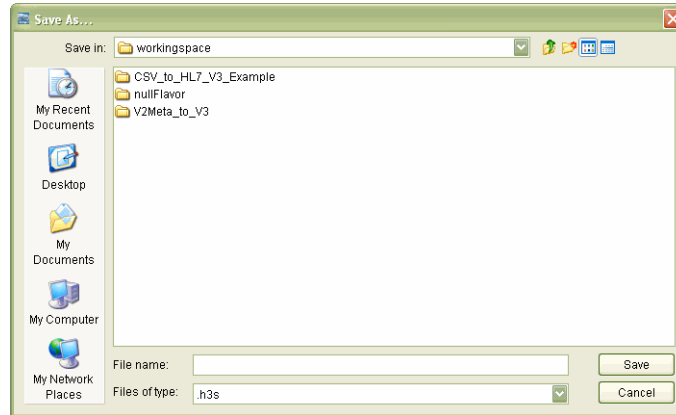 Save As...
Save in:
workingspace
CSV_to_HL7_V3_Example
nullFlavor
V2Meta_to_V3
My Recent
Documents
Desktop
My
Documents
My Computer
My Network
Places
File name:
Save
Files of type:
.h3s
Cancel